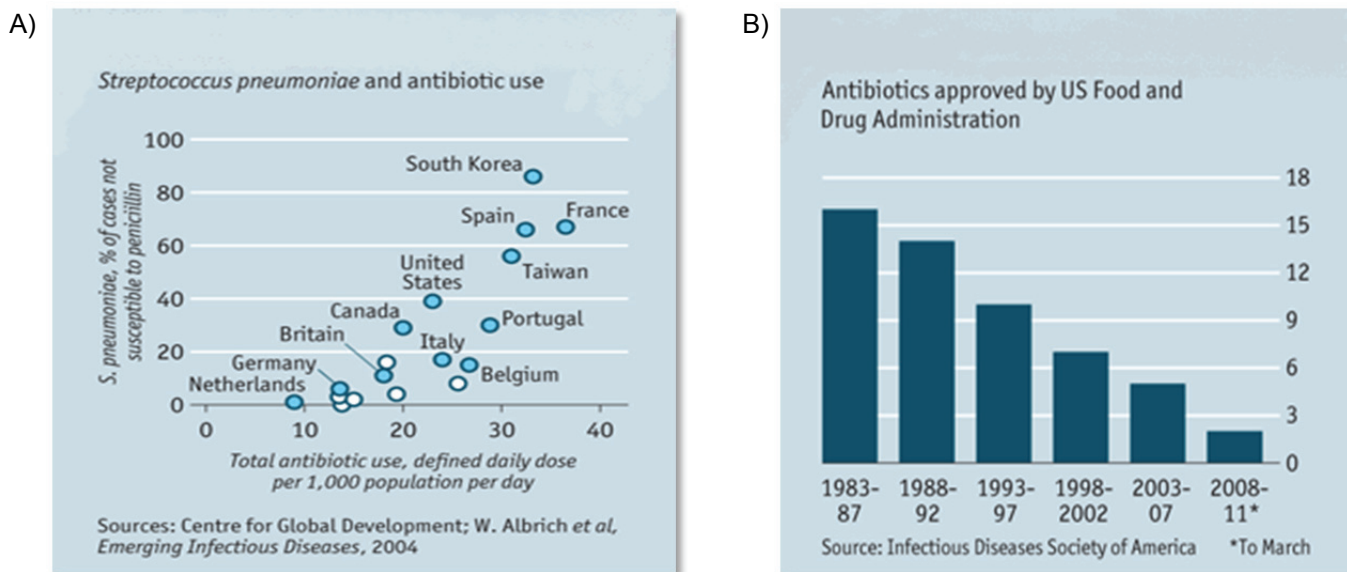 A)
Streptococcus pneumoniae and antibiotic use
S. pneumoniae, % of cases not
susceptible to peniciillin
100
80
60
40
20
0
South Korea
Spain
France
Taiwan
United
States
Canada
Portugal
Britain
Italy
Germany
Belgium
Netherlands
0 10 20 30 40
Total antibiotic use, defined daily dose
per 1,000 population per day
Sources: Centre for Global Development; W. Albrich et al,
Emerging Infectious Diseases, 2004
B)
Antibiotics approved by US Food and
Drug Administration
18
15
12
9
6
3
0
1983- 1988- 1993- 1998- 2003- 2008-
87 92 97 2002 07 11*
Source: Infectious Diseases Society of America *To March